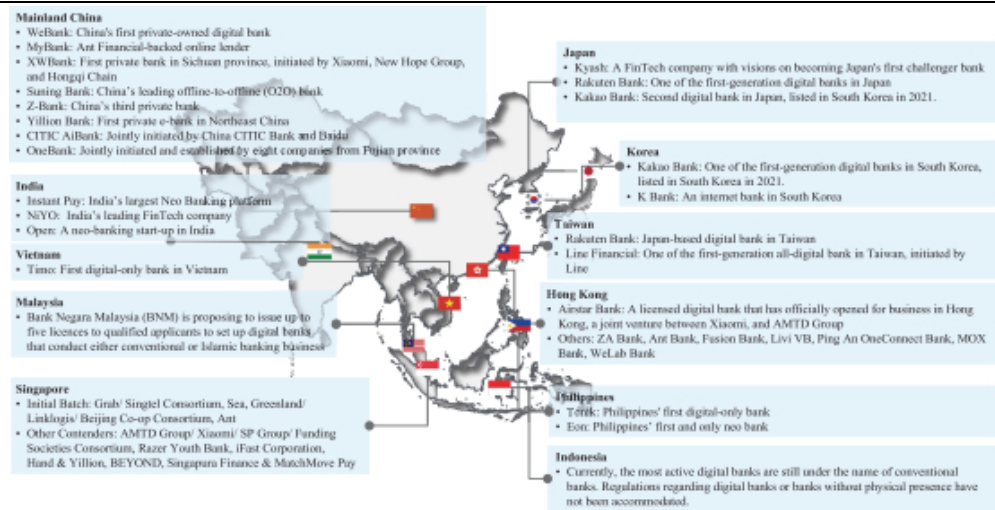 Mainland China
• WeBank: China's first private-owned digital bank
• MyBank: Ant Financial-backed online lender
• XWBank: First private bank in Sichuan province, initiated by Xiaomi, New Hope Group,
and Hongqi Chain
• Suning Bank: China's leading offline-to-offline (O2O) bank
• Z-Bank: China's third private bank
• Yillion Bank: First private e-bank in Northeast China
• CITIC AiBank: Jointly initiated by China CITIC Bank and Baidu
• OneBank: Jointly initiated and established by eight companies from Fujian province
India
• Instant Pay: India's largest Neo Banking platform
• NiYO: India's leading FinTech company
• Open: A neo-banking start-up in India
Vietnam
• Timo: First digital-only bank in Vietnam
Malaysia
• Bank Negara Malaysia (BNM) is proposing to issue up to
five licences to qualified applicants to set up digital banks
that conduct either conventional or Islamic banking business
Singapore
• Initial Batch: Grab/ Singtel Consortium, Sea, Greenland/
Linklogis/ Beijing Co-op Consortium, Ant
• Other Contenders: AMTD Group/ Xiaomi/ SP Group/ Funding
Societies Consortium, Razer Youth Bank, iFast Corporation,
Hand & Yillion, BEYOND, Singapura Finance & MatchMove Pay
Japan
• Kyash: A FinTech company with visions on becoming Japan's first challenger bank
• Rakuten Bank: One of the first-generation digital banks in Japan
• Kakao Bank: Second digital bank in Japan, listed in South Korea in 2021.
Korea
• Kakao Bank: One of the first-generation digital banks in South Korea,
listed in South Korea in 2021.
• K Bank: An internet bank in South Korea
Taiwan
• Rakuten Bank: Japan-based digital bank in Taiwan
• Line Financial: One of the first-generation all-digital bank in Taiwan, initiated by
Line
Hong Kong
• Airstar Bank: A licensed digital bank that has officially opened for business in Hong
Kong, a joint venture between Xiaomi, and AMTD Group
• Others: ZA Bank, Ant Bank, Fusion Bank, Livi VB, Ping An OneConnect Bank, MOX
Bank, WeLab Bank
Philippines
• Philippines' first digital-only bank
• Eon: Philippines' first and only neo bank
Indonesia
• Currently, the most active digital banks are still under the name of conventional
banks. Regulations regarding digital banks or banks without physical presence have
not been accommodated.